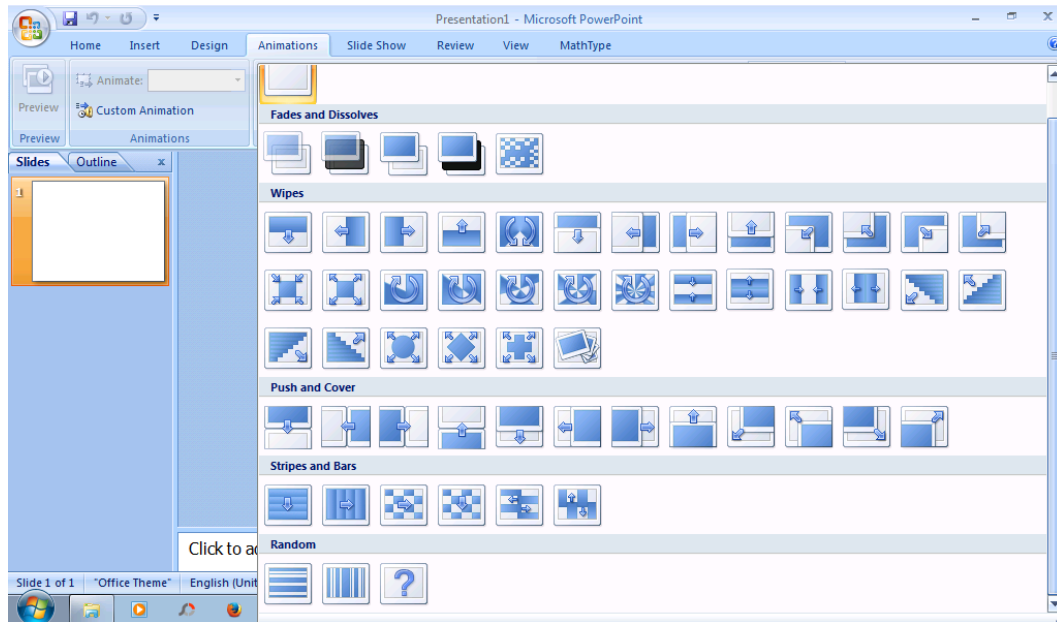 Presentation1 - Microsoft PowerPoint
Home Insert Design Animations Slide Show Review View MathType
Animate:
Preview
Custom Animation
Preview Animations
Slides Outline x
1
Fades and Dissolves
Wipes
Push and Cover
Stripes and Bars
Random
?
Click to
Slide 1 of 1 "Office Theme" English